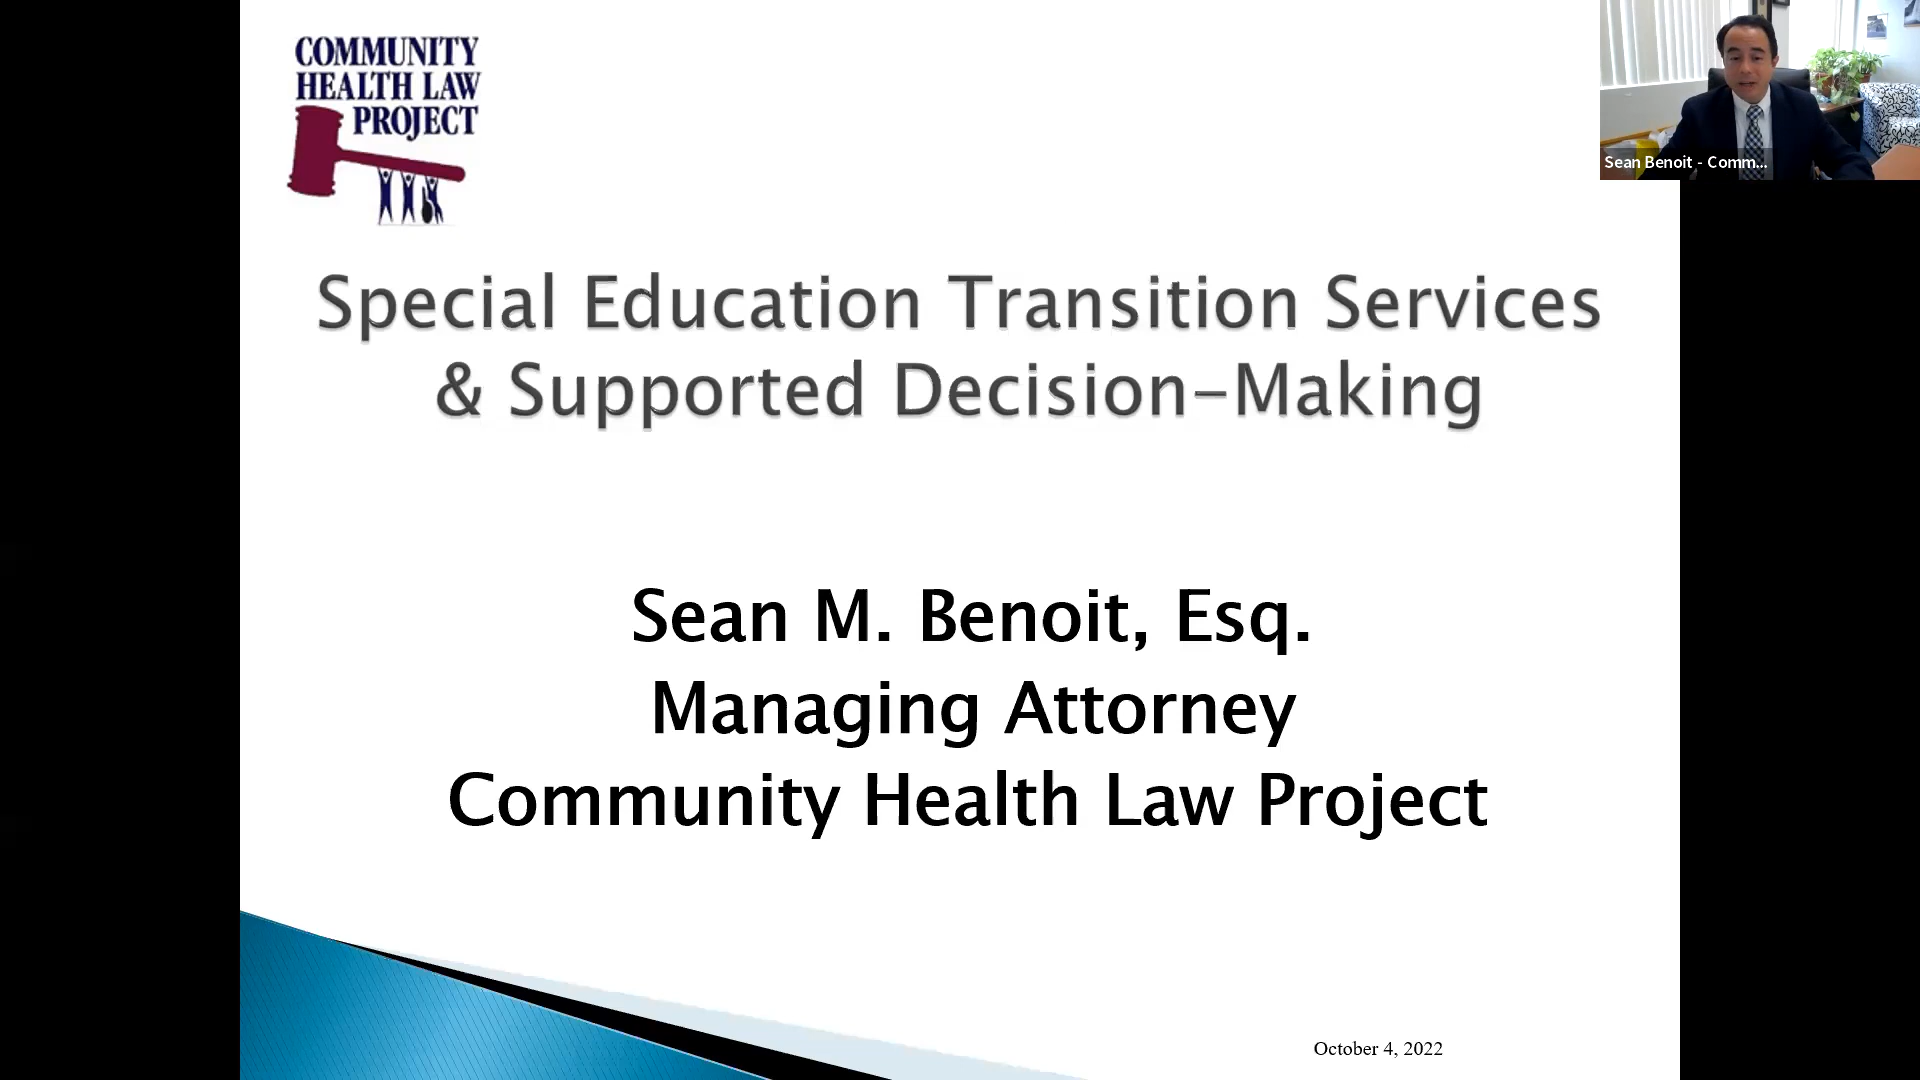 COMMUNITY
HEALTH LAW
PROJECT
Sean Benoit - Comm...
Special Education Transition Services
& Supported Decision-Making
Sean M. Benoit, Esq.
Managing Attorney
Community Health Law Project
October 4, 2022